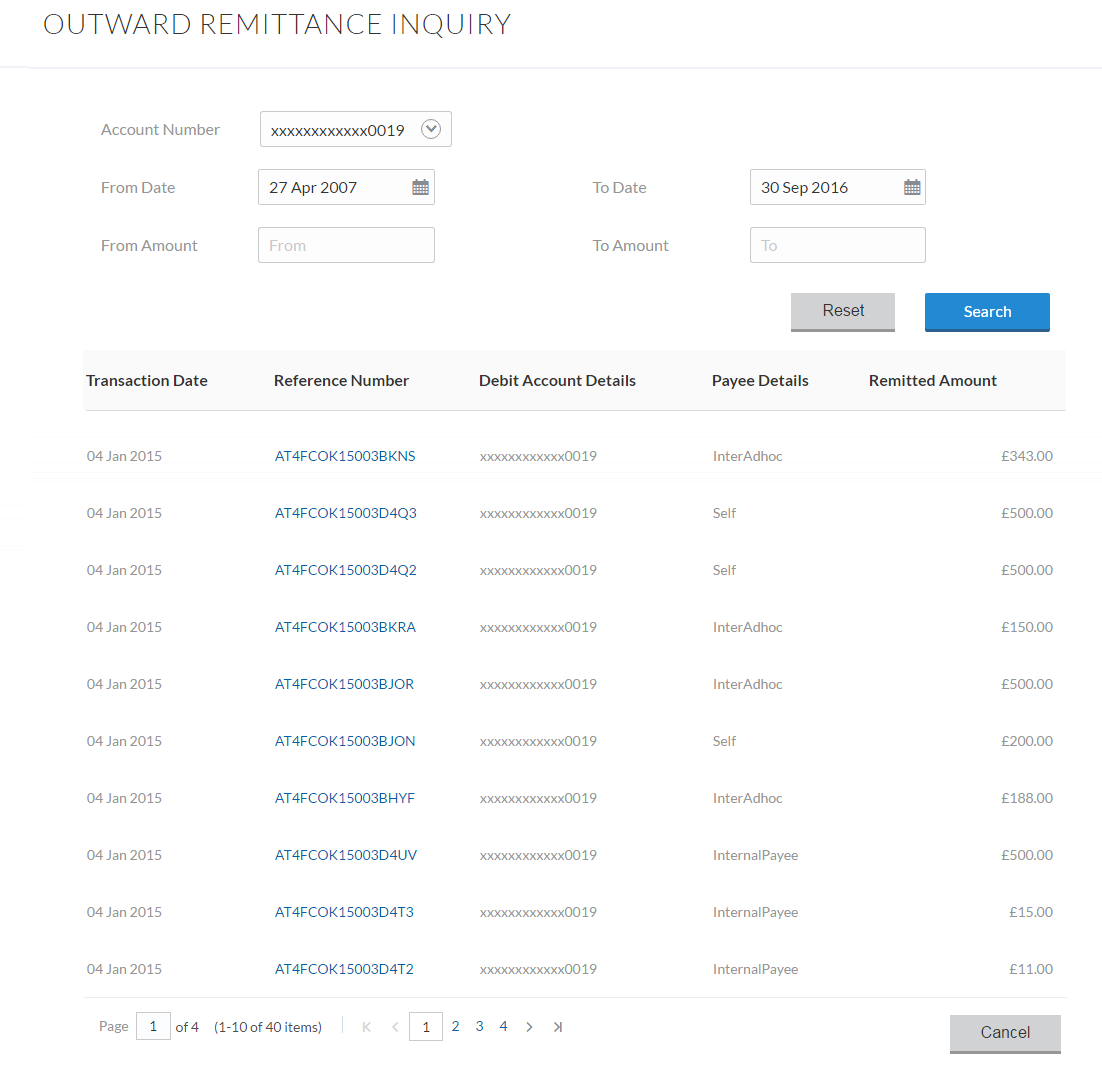 OUTWARD REMITTANCE INQUIRY
Account Number xxxxxxxxxxxx0019
From Date 27 Apr 2007 To Date 30 Sep 2016
From Amount From To Amount To
Reset Search
Transaction Date Reference Number Debit Account Details Payee Details Remitted Amount
04 Jan 2015 AT4FCOK15003BKNS xxxxxxxxxxxx0019 InterAdhoc £343.00
04 Jan 2015 AT4FCOK15003D4Q3 xxxxxxxxxxxx0019 Self £500.00
04 Jan 2015 AT4FCOK15003D4Q2 xxxxxxxxxxxx0019 Self £500.00
04 Jan 2015 AT4FCOK15003BKRA xxxxxxxxxxxx0019 InterAdhoc £150.00
04 Jan 2015 AT4FCOK15003BJOR xxxxxxxxxxxx0019 InterAdhoc £500.00
04 Jan 2015 AT4FCOK15003BJON xxxxxxxxxxxx0019 Self £200.00
04 Jan 2015 AT4FCOK15003BHYF xxxxxxxxxxxx0019 InterAdhoc £188.00
04 Jan 2015 AT4FCOK15003D4UV xxxxxxxxxxxx0019 InternalPayee £500.00
04 Jan 2015 AT4FCOK15003D4T3 xxxxxxxxxxxx0019 InternalPayee £15.00
04 Jan 2015 AT4FCOK15003D4T2 xxxxxxxxxxxx0019 InternalPayee £11.00
Page 1 of 4 (1-10 of 40 items) 1 2 3 4
Cancel